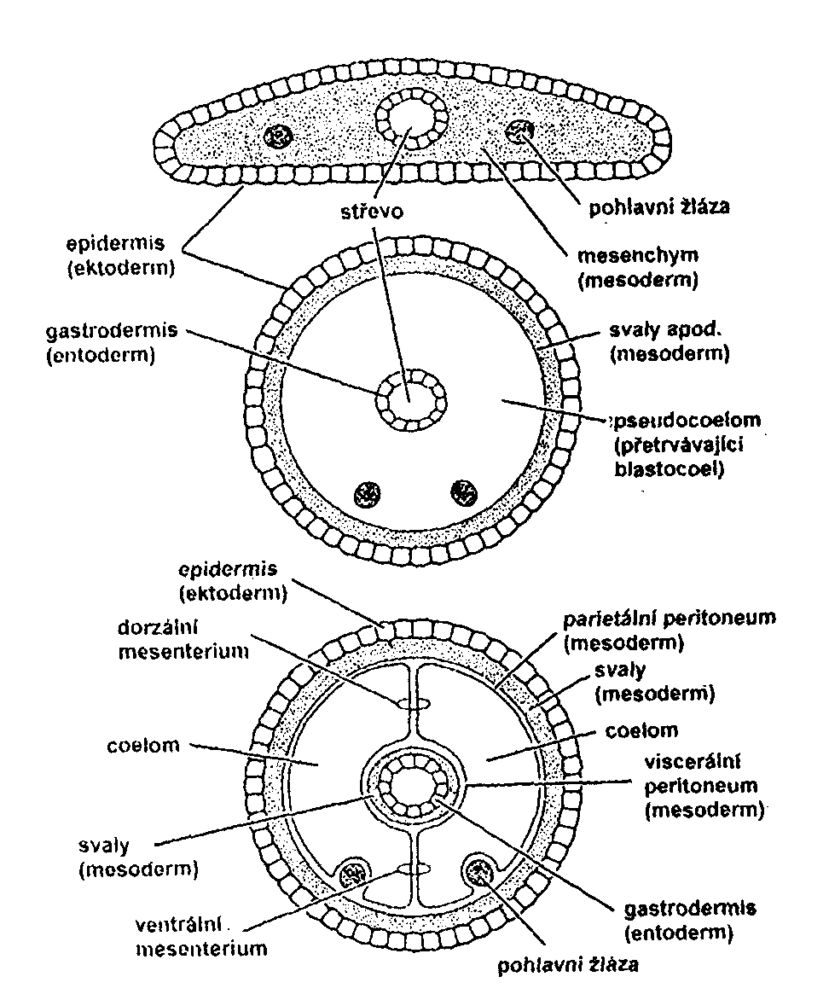 střevo
pohlavní žláza
epidermis
(ektoderm)
mesenchym
(mesoderm)
gastrodermis
(entoderm)
svaly apod.
(mesoderm)
pseudocoelom
(přetrvávající
blastocoel)
epidermis
(ektoderm)
dorzální
mesenterium
parietální peritoneum
(mesoderm)
svaly
(mesoderm)
coelom
coelom
viscerální
peritoneum
(mesoderm)
svaly
(mesoderm)
gastrodermis
(entoderm)
ventrální
mesenterium
pohlavní žláza